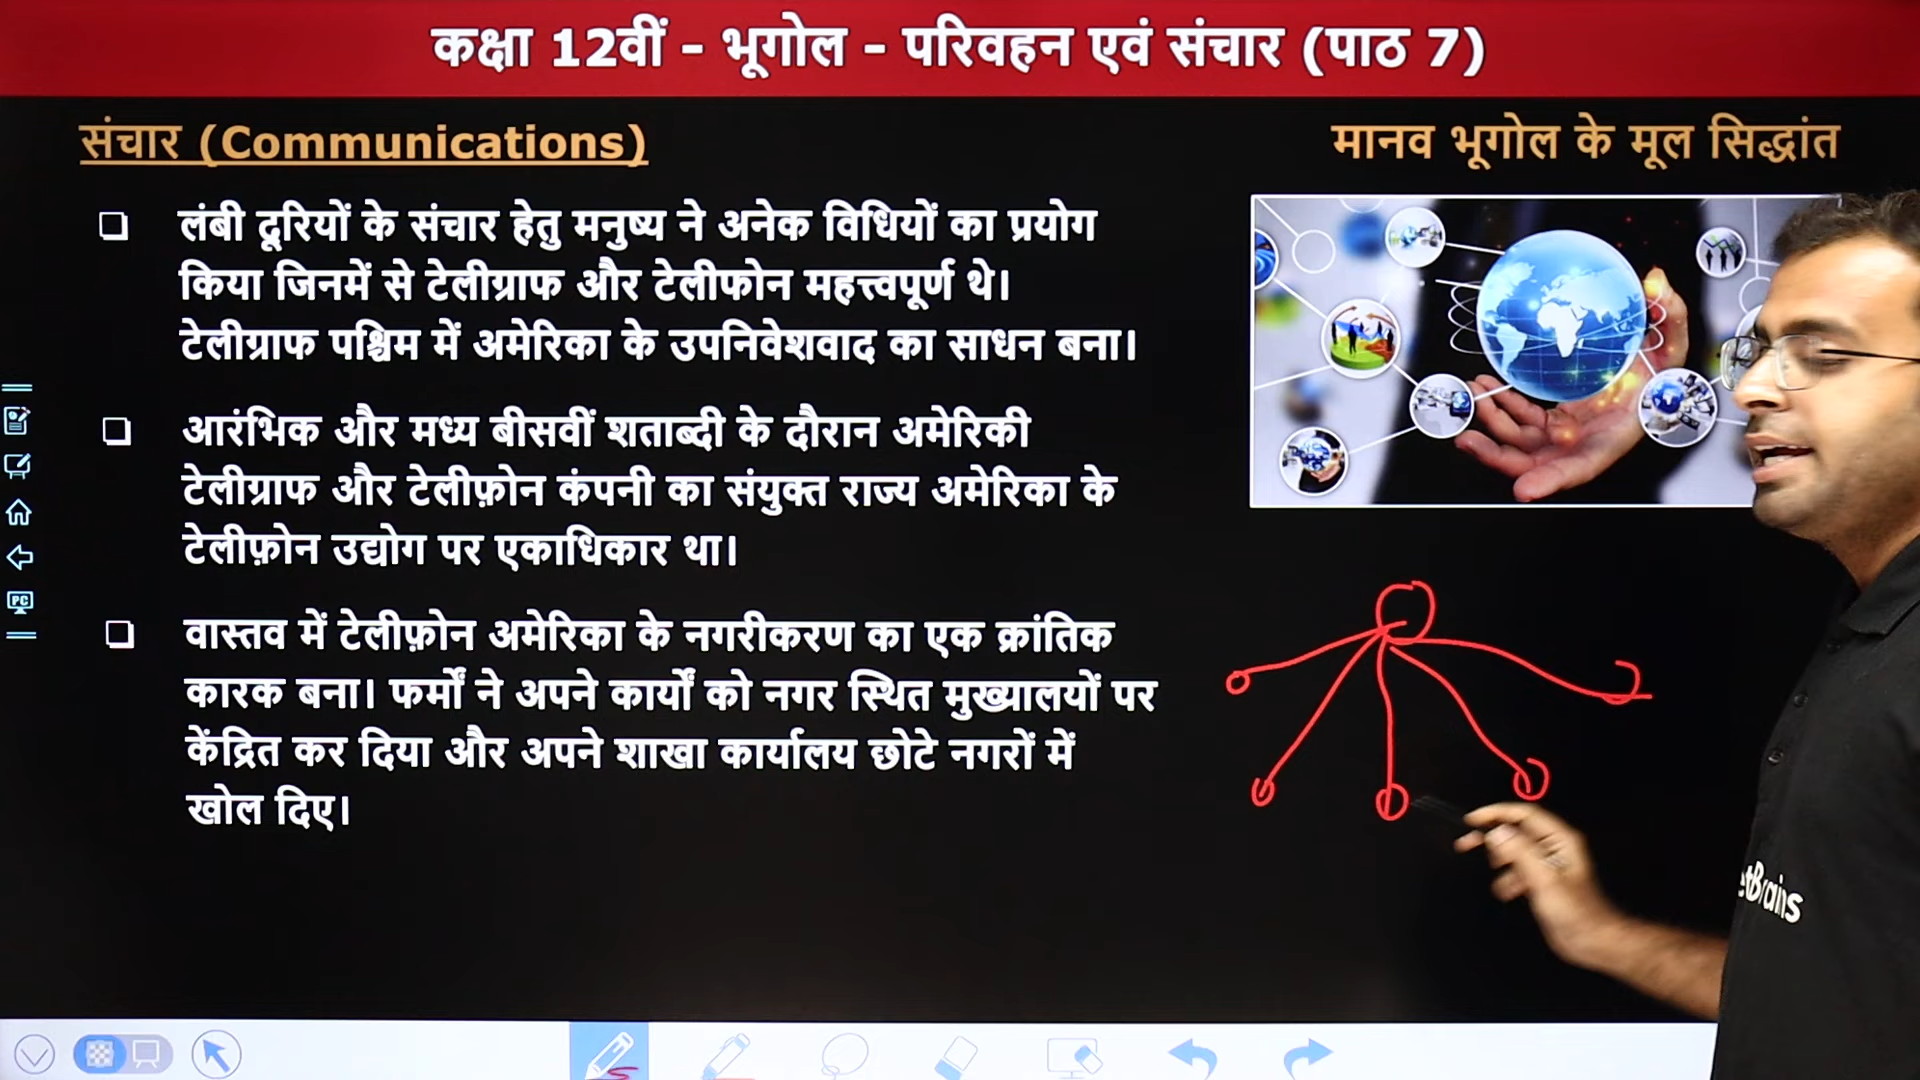 कक्षा 12वीं - भूगोल - परिवहन एवं संचार (पाठ 7)
संचार (Communications)
मानव भूगोल के मूल सिद्धांत
लंबी दूरियों के संचार हेतु मनुष्य ने अनेक विधियों का प्रयोग
किया जिनमें से टेलीग्राफ और टेलीफोन महत्त्वपूर्ण थे।
टेलीग्राफ पश्चिम में अमेरिका के उपनिवेशवाद का साधन बना।
आरंभिक और मध्य बीसवीं शताब्दी के दौरान अमेरिकी
टेलीग्राफ और टेलीफ़ोन कंपनी का संयुक्त राज्य अमेरिका के
टेलीफ़ोन उद्योग पर एकाधिकार था।
वास्तव में टेलीफ़ोन अमेरिका के नगरीकरण का एक क्रांतिक
कारक बना। फर्मों ने अपने कार्यों को नगर स्थित मुख्यालयों पर
केंद्रित कर दिया और अपने शाखा कार्यालय छोटे नगरों में
खोल दिए।
PC
etBrains